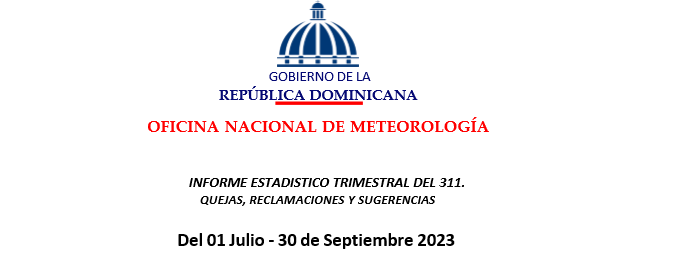 GOBIERNO DE LA
REPÚBLICA DOMINICANA
OFICINA NACIONAL DE METEOROLOGÍA
INFORME ESTADISTICO TRIMESTRAL DEL 311.
QUEJAS, RECLAMACIONES Y SUGERENCIAS
Del 01 Julio - 30 de Septiembre 2023